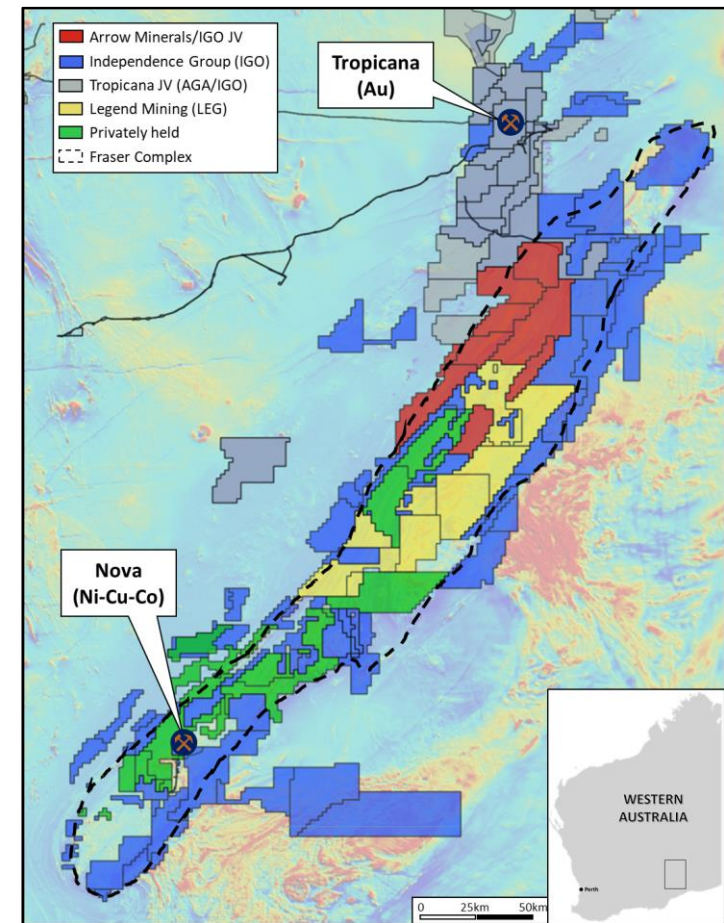 Arrow Minerals/IGO JV
Independence Group (IGO)
Tropicana JV (AGA/IGO)
Legend Mining (LEG)
Privately held
Fraser Complex
Tropicana
(Au)
Nova
(Ni-Cu-Co)
WESTERN
AUSTRALIA
Perth
0 25km 50km